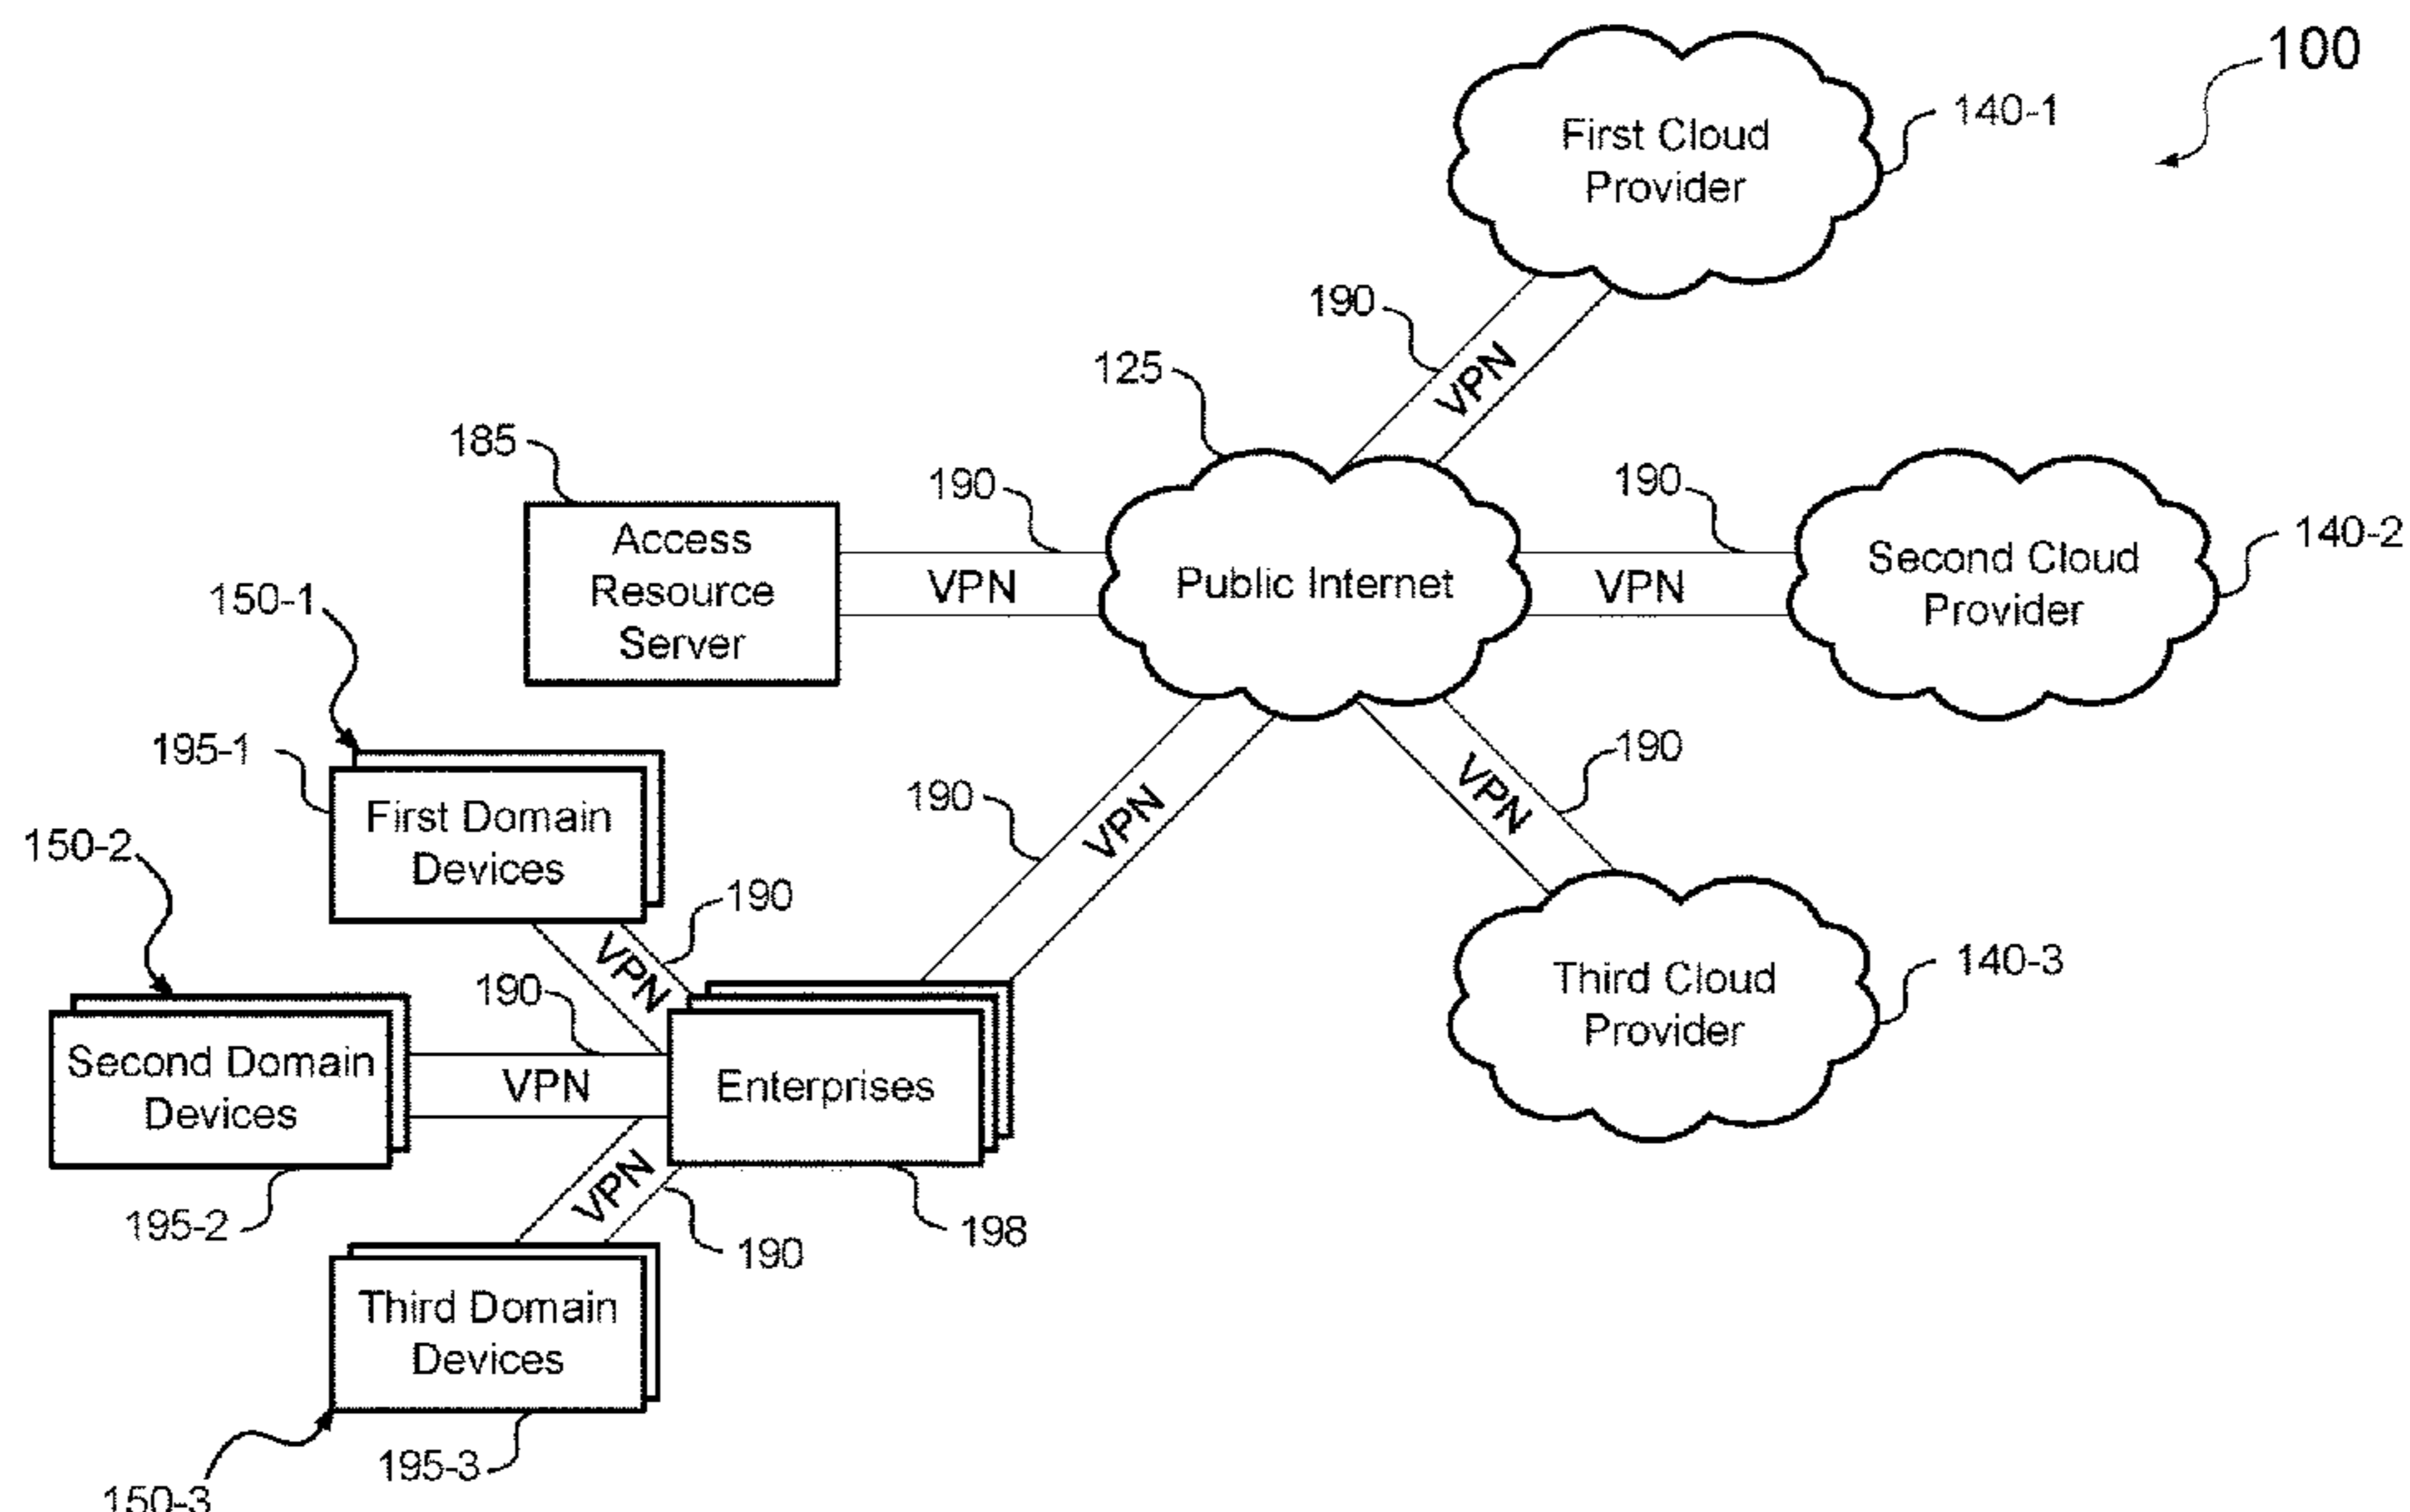 100
First Cloud
Provider
140-1
190
VPN
125
185
Access
Resource
Server
190
VPN
Public Internet
190
VPN
Second Cloud
Provider
140-2
150-1
195-1
First Domain
Devices
190
VPN
190
VPN
190
VPN
Third Cloud
Provider
140-3
150-2
Second Domain
Devices
195-2
190
VPN
Enterprises
198
VPN
190
Third Domain
Devices
195-3
150-3